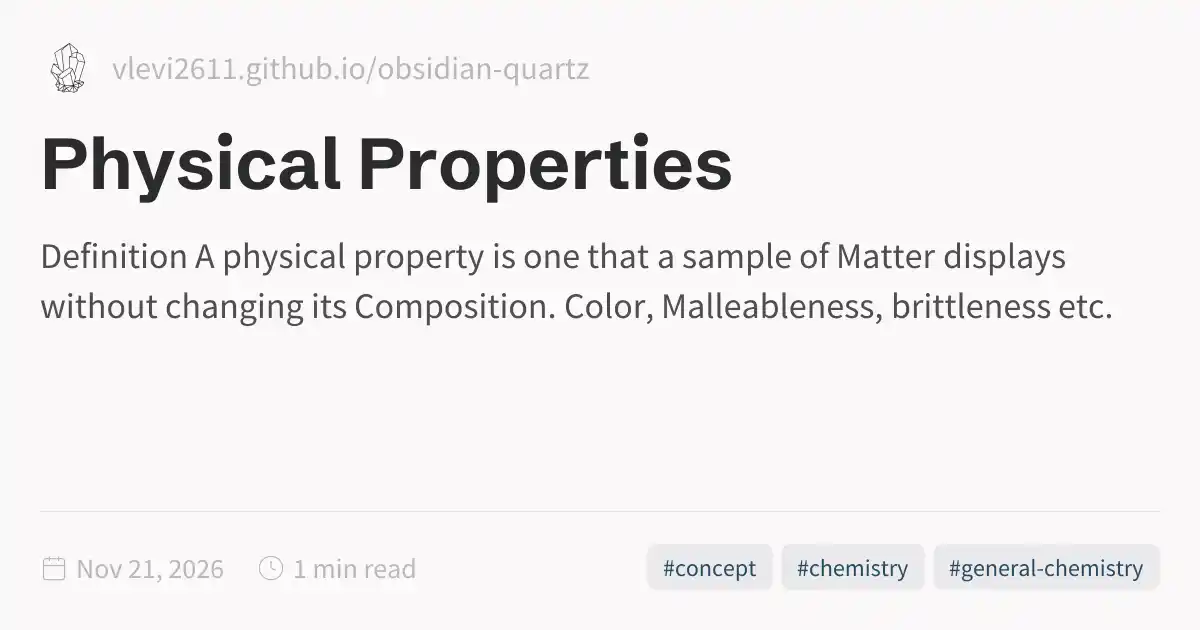 vlevi2611.github.io/obsidian-quartz
Physical Properties
Definition A physical property is one that a sample of Matter displays
without changing its Composition. Color, Malleableness, brittleness etc.
Nov 21, 2026 1 min read #concept #chemistry #general-chemistry